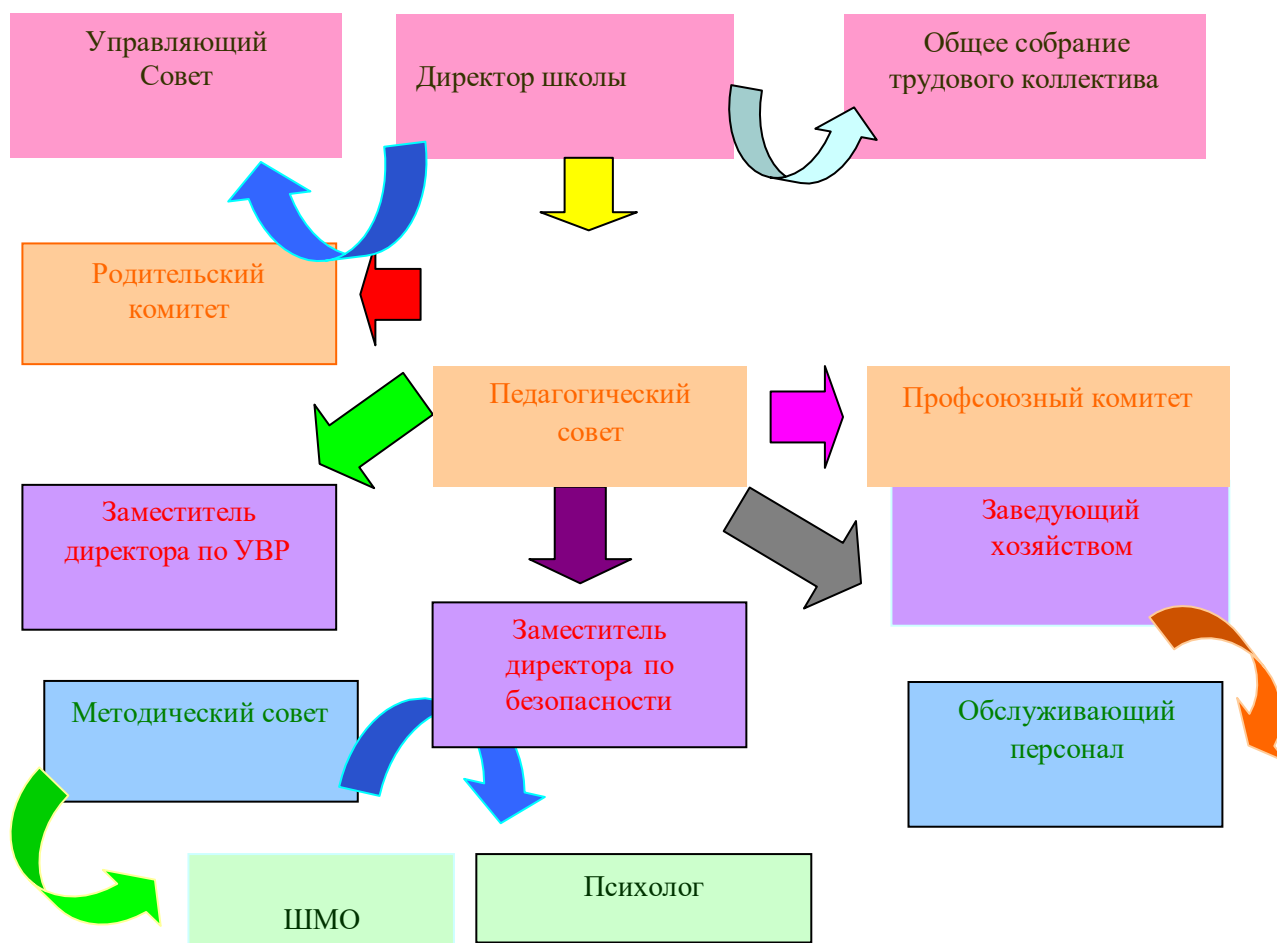 Управляющий
Совет
Директор школы
Общее собрание
трудового коллектива
Родительский
комитет
Педагогический
совет
Профсоюзный комитет
Заместитель
директора по УВР
Заведующий
хозяйством
Заместитель
директора по
безопасности
Методический совет
Обслуживающий
персонал
ШМО
Психолог